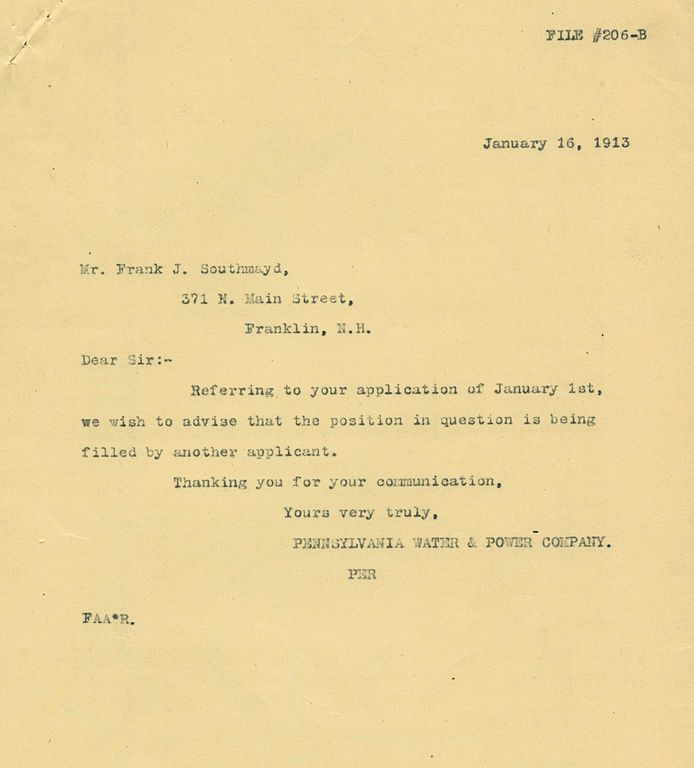 FILE #206-B
January 16, 1913
Mr. Frank J. Southmayd,
371 N. Main Street,
Franklin, N.H.
Dear Sir:-
Referring to your application of January 1st,
we wish to advise that the position in question is being
filled by another applicant.
Thanking you for your communication,
Yours very truly,
PENNSYLVANIA WATER & POWER COMPANY.
PER
FAA*R.